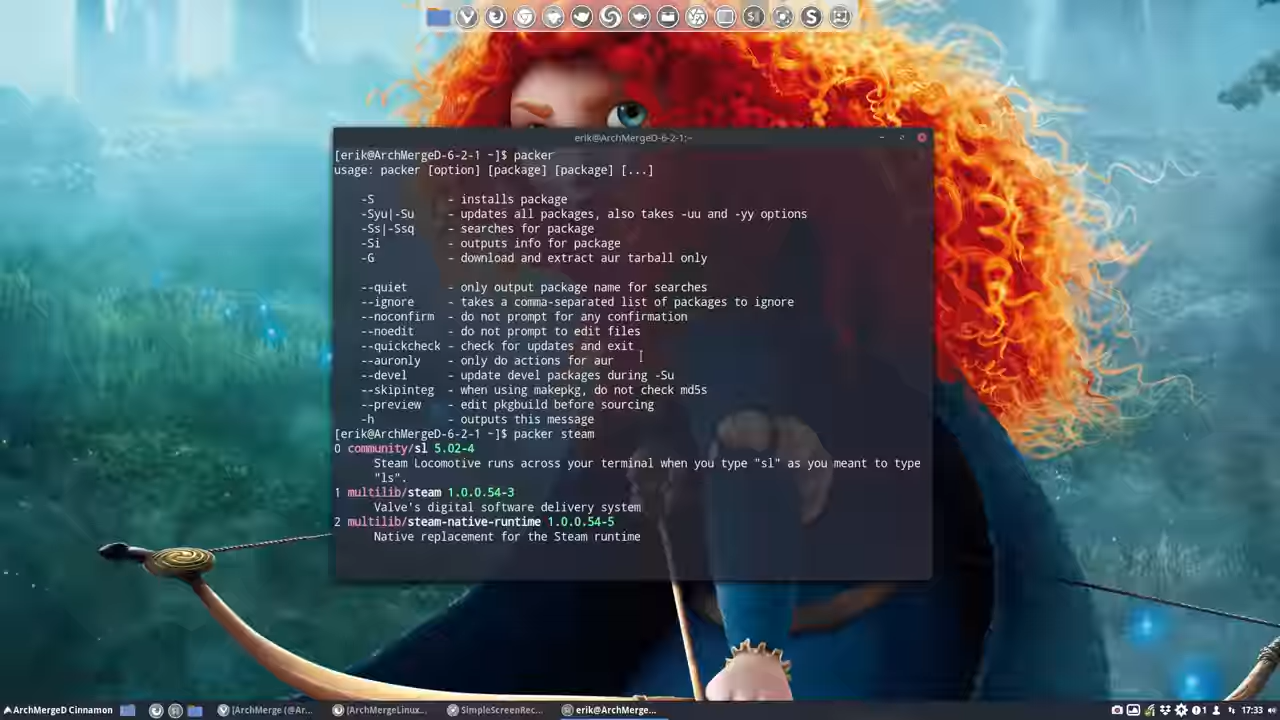 erik@ArchMergeD-6-2-1:~
[erik@ArchMergeD-6-2-1 ~]$ packer
usage: packer [option] [package] [package] [...]
-S - installs package
-Syu|-Su - updates all packages, also takes -uu and -yy options
-Ss|-Ssq - searches for package
-Si - outputs info for package
-G - download and extract aur tarball only
--quiet - only output package name for searches
--ignore - takes a comma-separated list of packages to ignore
--noconfirm - do not prompt for any confirmation
--noedit - do not prompt to edit files
--quickcheck - check for updates and exit
--auronly - only do actions for aur
--devel - update devel packages during -Su
--skipinteg - when using makepkg, do not check md5s
--preview - edit pkgbuild before sourcing
-h - outputs this message
[erik@ArchMergeD-6-2-1 ~]$ packer steam
0 community/sl 5.02-4
Steam Locomotive runs across your terminal when you type "sl" as you meant to type
"ls".
1 multilib/steam 1.0.0.54-3
Valve's digital software delivery system
2 multilib/steam-native-runtime 1.0.0.54-5
Native replacement for the Steam runtime
ArchMergeD Cinnamon [ArchMerge (@Ar... [ArchMergeLinux... SimpleScreenRec... erik@ArchMerge... 1 17:33